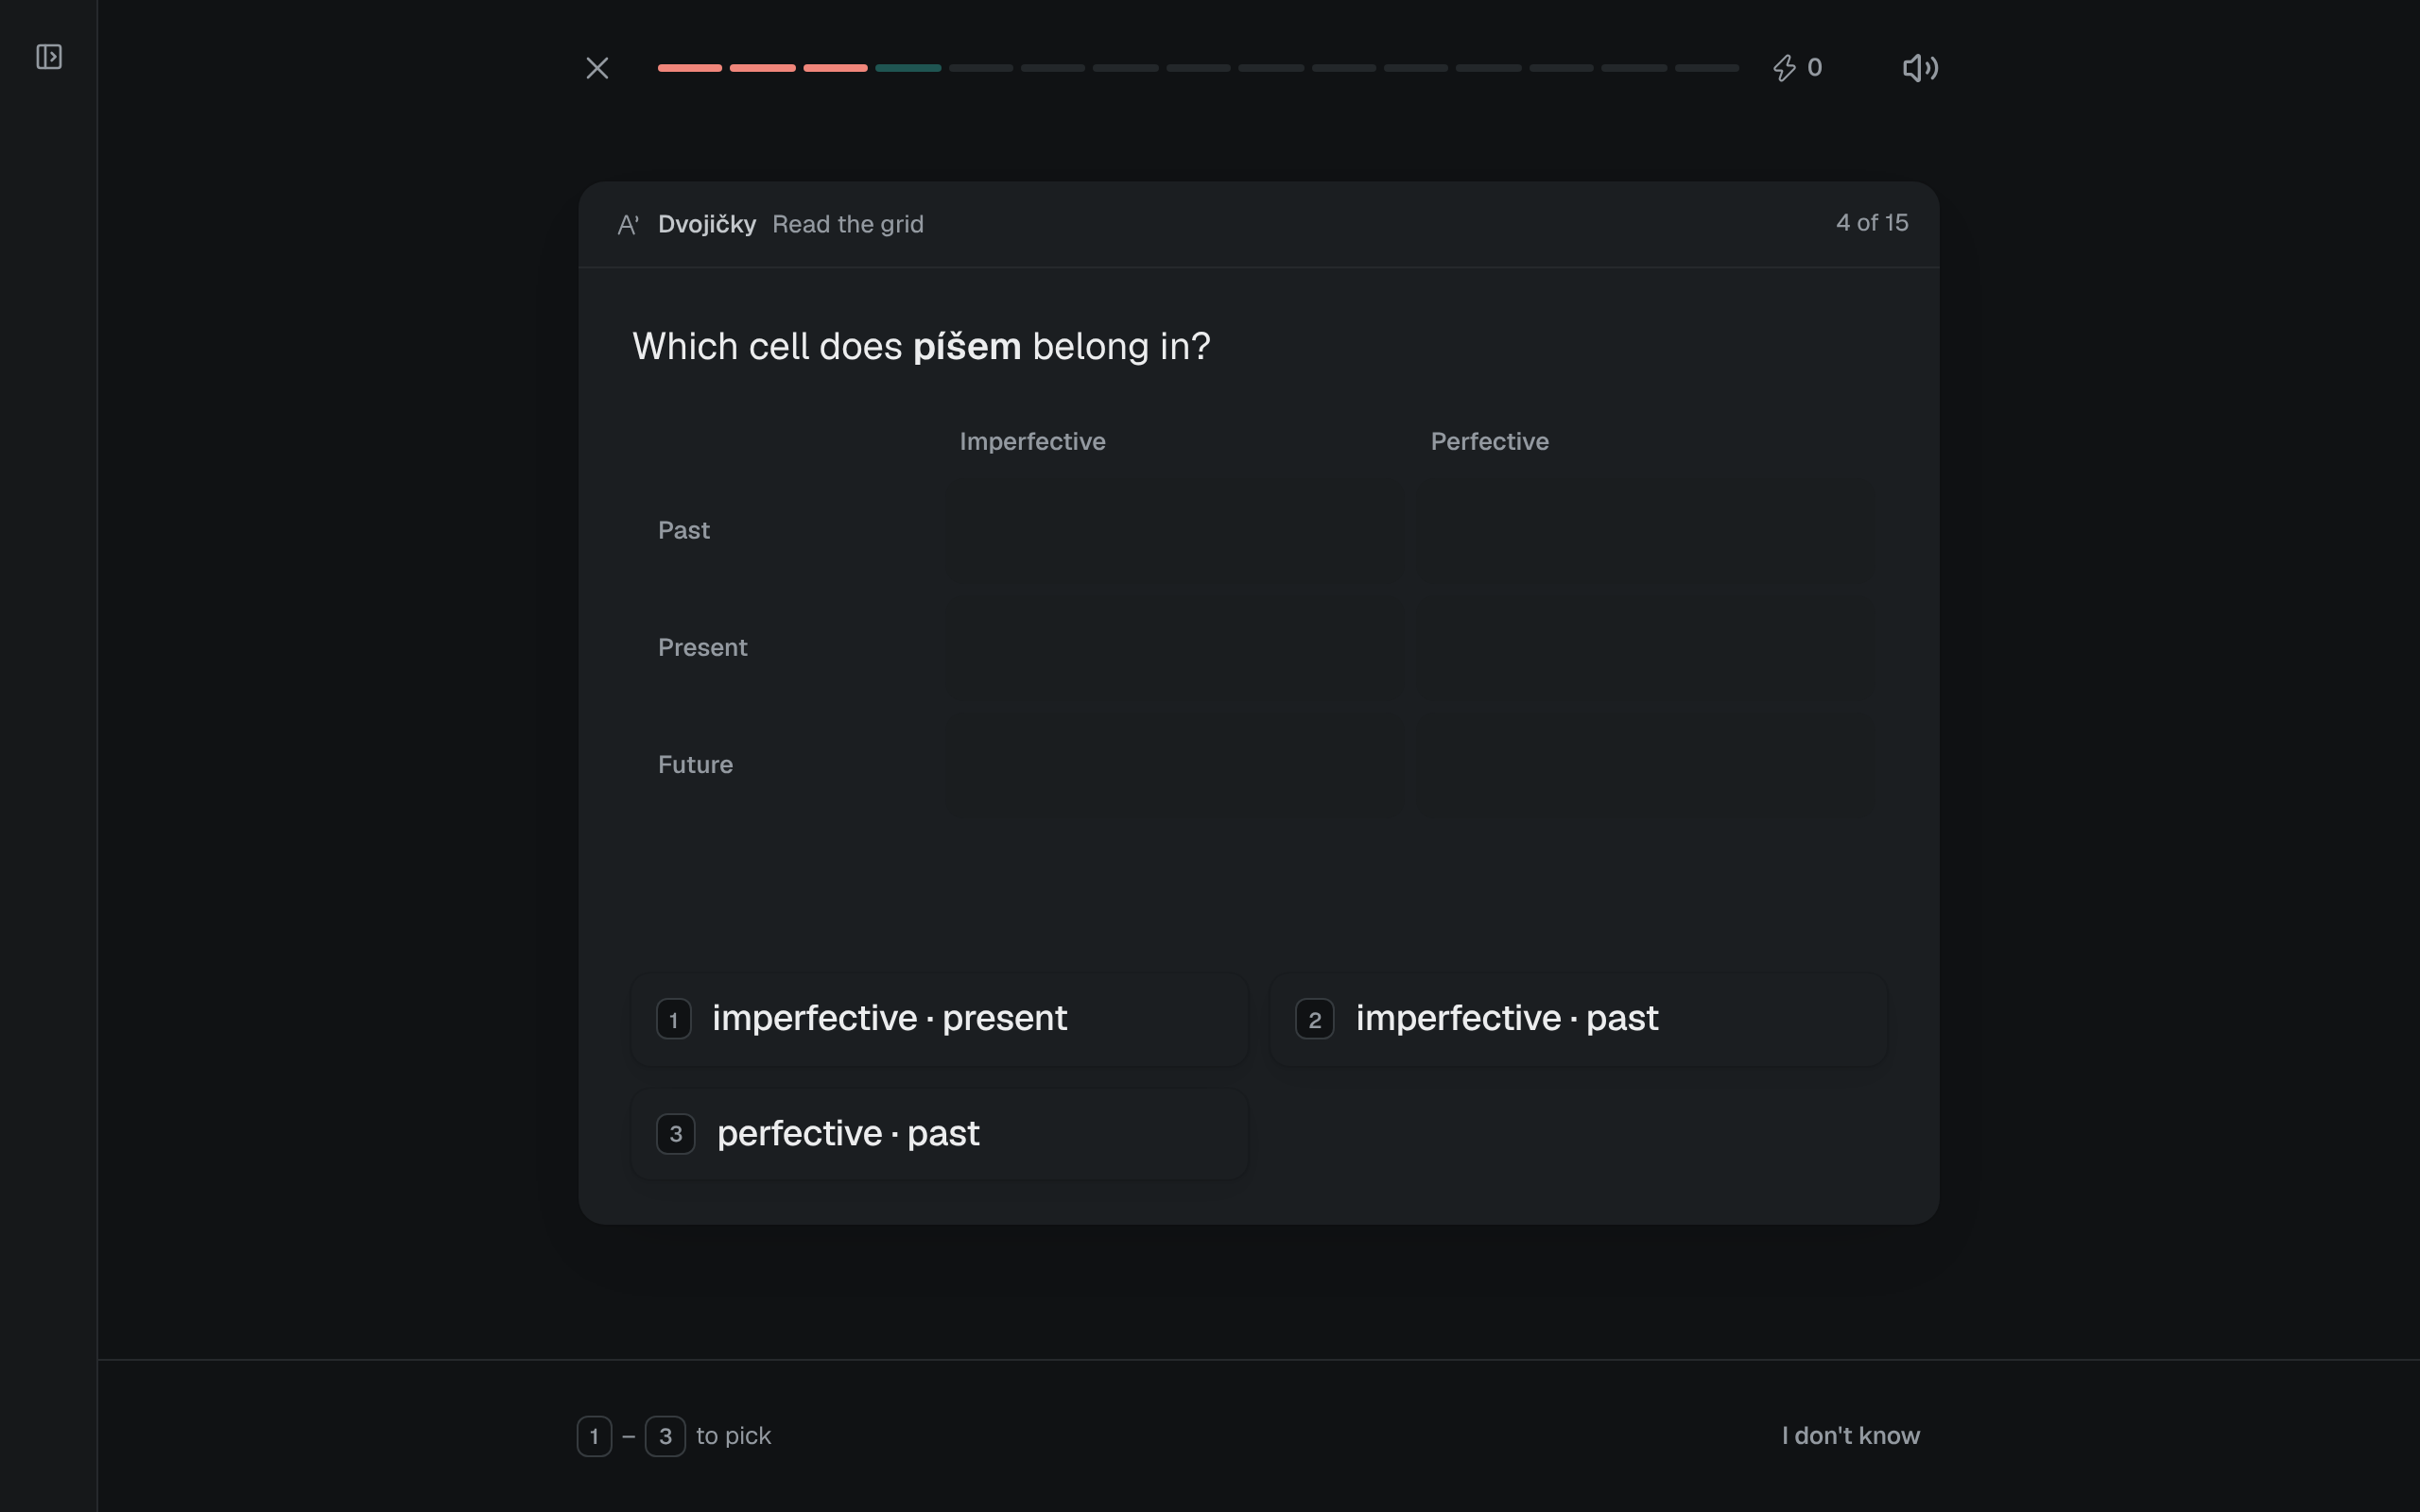 0
Dvojičky Read the grid 4 of 15
Which cell does píšem belong in?
Imperfective Perfective
Past
Present
Future
1 imperfective · present 2 imperfective · past
3 perfective · past
1 – 3 to pick I don't know